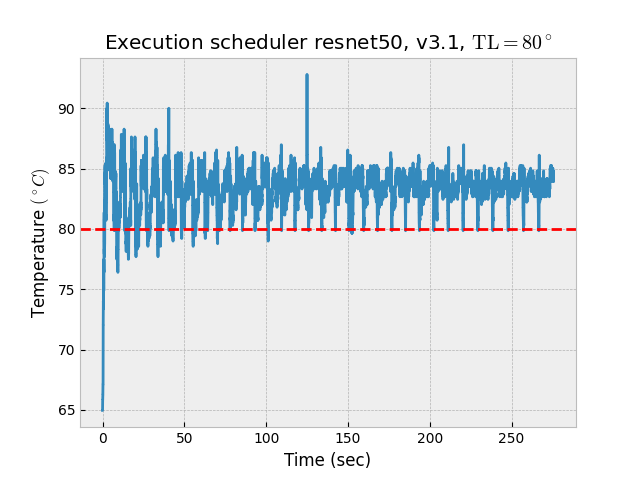 Execution scheduler resnet50, v3.1, TL = 80°
90
85
80
75
70
65
Temperature (°C)
0 50 100 150 200 250
Time (sec)